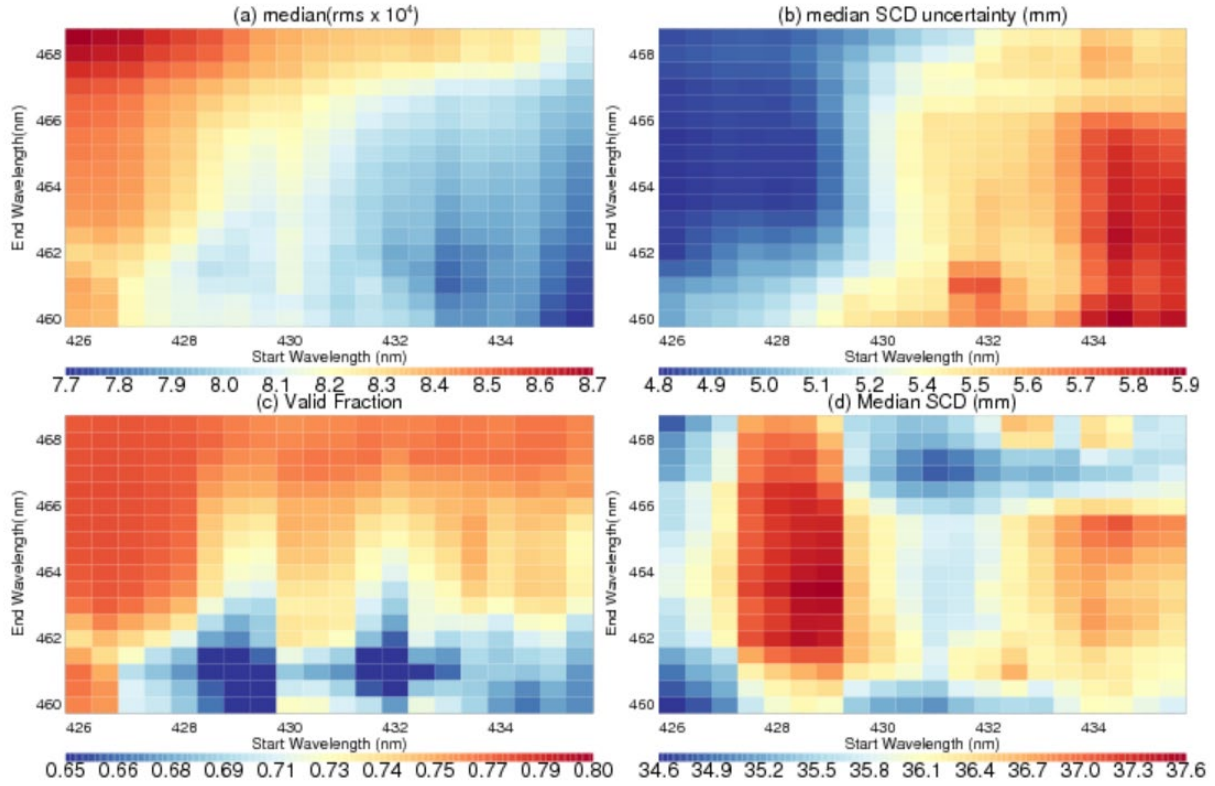 (a) median(rms x 10⁴)
(b) median SCD uncertainty (mm)
End Wavelength(nm)
468
466
464
462
460
426 428 430 432 434
Start Wavelength (nm)
7.7 7.8 7.9 8.0 8.1 8.2 8.3 8.4 8.5 8.6 8.7
End Wavelength(nm)
468
466
464
462
460
426 428 430 432 434
Start Wavelength (nm)
4.8 4.9 5.0 5.1 5.2 5.4 5.5 5.6 5.7 5.8 5.9
(c) Valid Fraction
(d) Median SCD (mm)
End Wavelength(nm)
468
466
464
462
460
426 428 430 432 434
Start Wavelength (nm)
0.65 0.66 0.68 0.69 0.71 0.73 0.74 0.75 0.77 0.79 0.80
End Wavelength(nm)
468
466
464
462
460
426 428 430 432 434
Start Wavelength (nm)
34.6 34.9 35.2 35.5 35.8 36.1 36.4 36.7 37.0 37.3 37.6